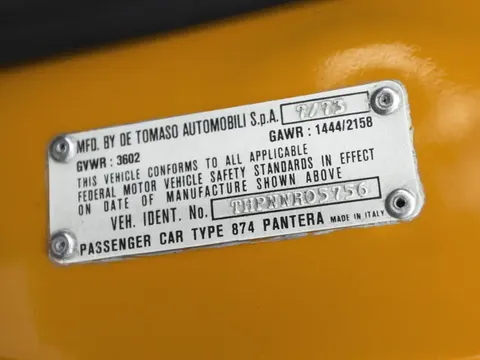 MFD. BY DE TOMASO AUTOMOBILI S.p.A. 9/73
GVWR : 3602 GAWR : 1444/2158
THIS VEHICLE CONFORMS TO ALL APPLICABLE
FEDERAL MOTOR VEHICLE SAFETY STANDARDS IN EFFECT
ON DATE OF MANUFACTURE SHOWN ABOVE
VEH. IDENT. No. THPNNR05756
PASSENGER CAR TYPE 874 PANTERA MADE IN ITALY